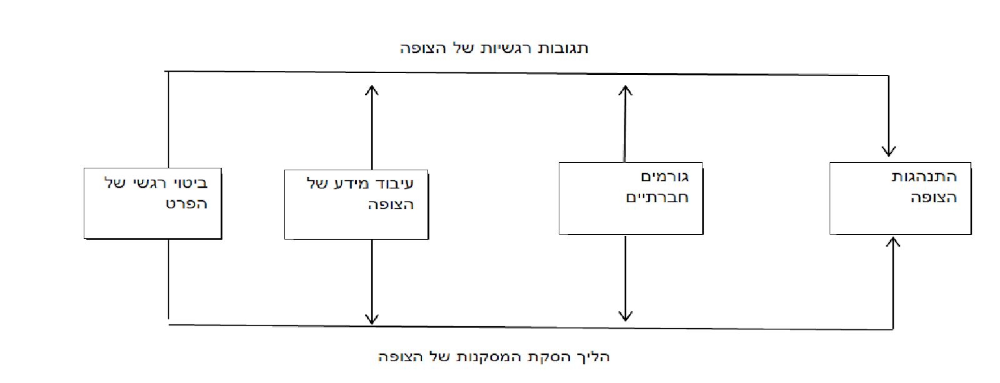 תגובות רגשיות של הצופה
ביטוי רגשי של
הפרט
עיבוד מידע של
הצופה
גורמים
חברתיים
התנהגות
הצופה
הליך הסקת המסקנות של הצופה